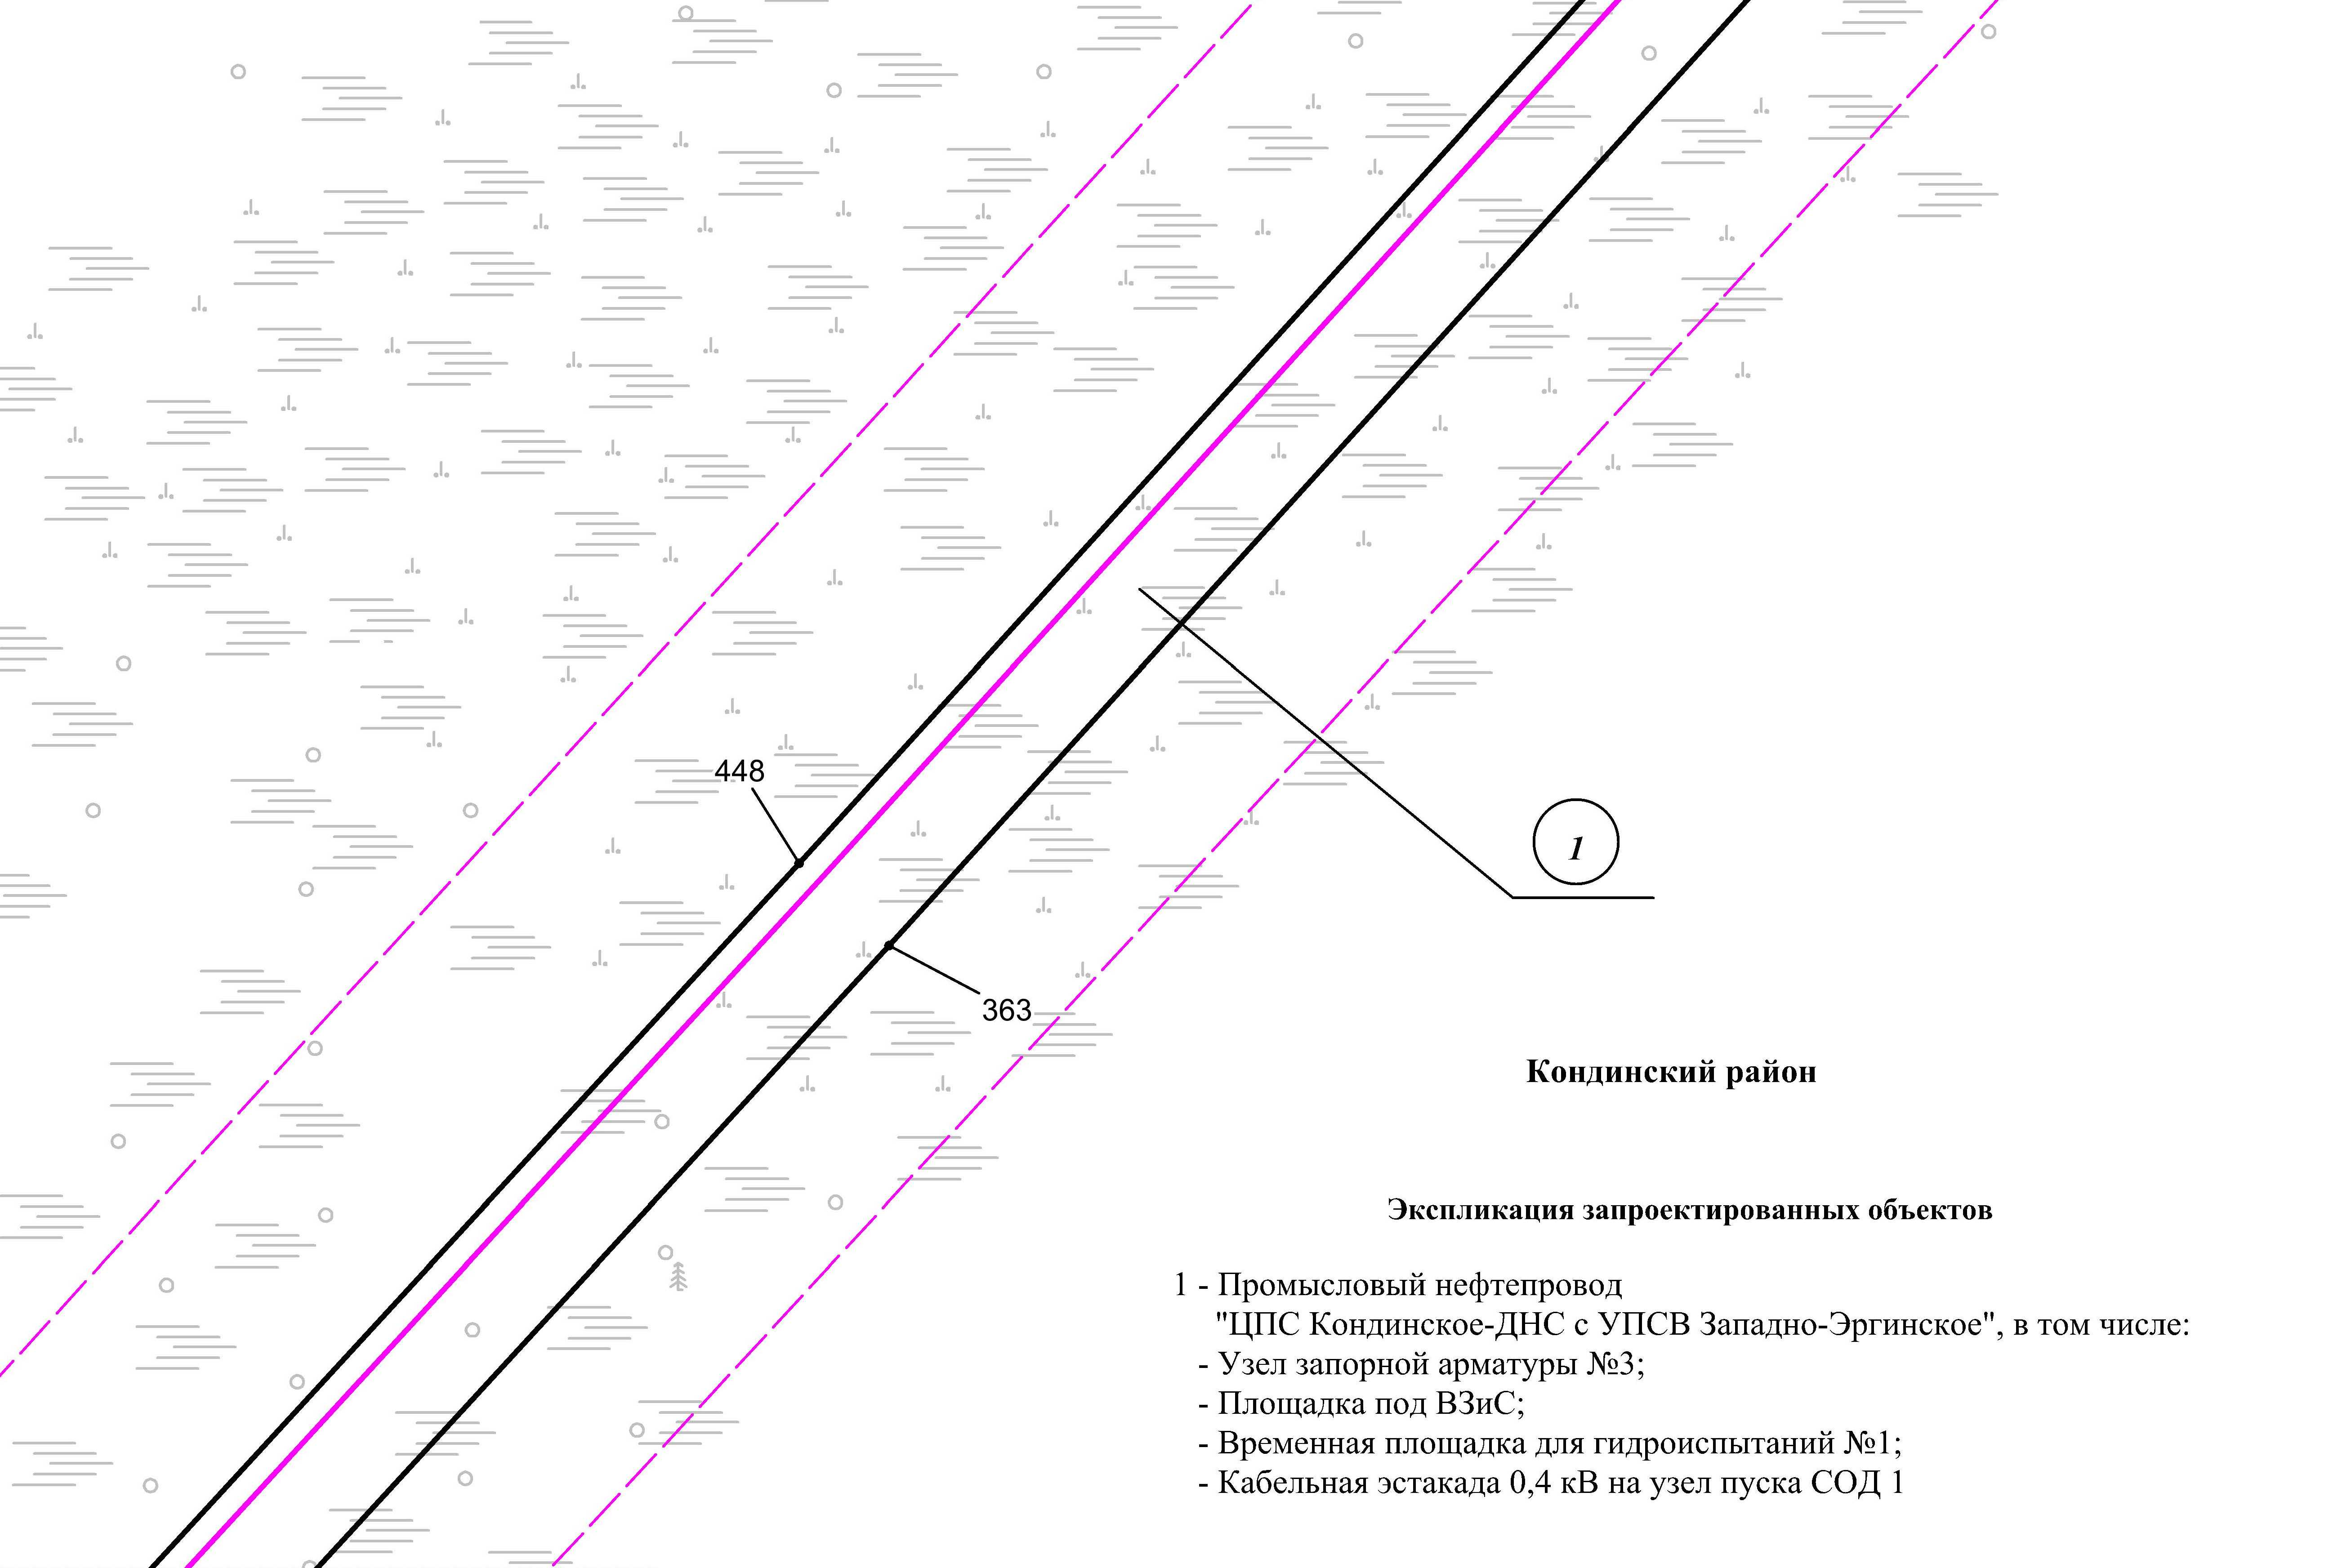 448
1
363
Кондинский район
Экспликация запроектированных объектов
1 - Промысловый нефтепровод
"ЦПС Кондинское-ДНС с УПСВ Западно-Эргинское", в том числе:
- Узел запорной арматуры №3;
- Площадка под ВЗиС;
- Временная площадка для гидроиспытаний №1;
- Кабельная эстакада 0,4 кВ на узел пуска СОД 1